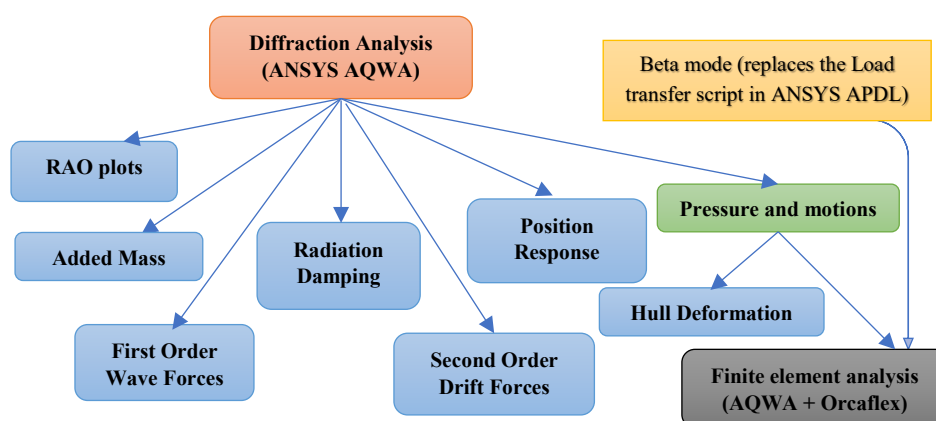 Diffraction Analysis
(ANSYS AQWA)
Beta mode (replaces the Load
transfer script in ANSYS APDL)
RAO plots
Added Mass
First Order
Wave Forces
Radiation
Damping
Second Order
Drift Forces
Position
Response
Pressure and motions
Hull Deformation
Finite element analysis
(AQWA + Orcaflex)